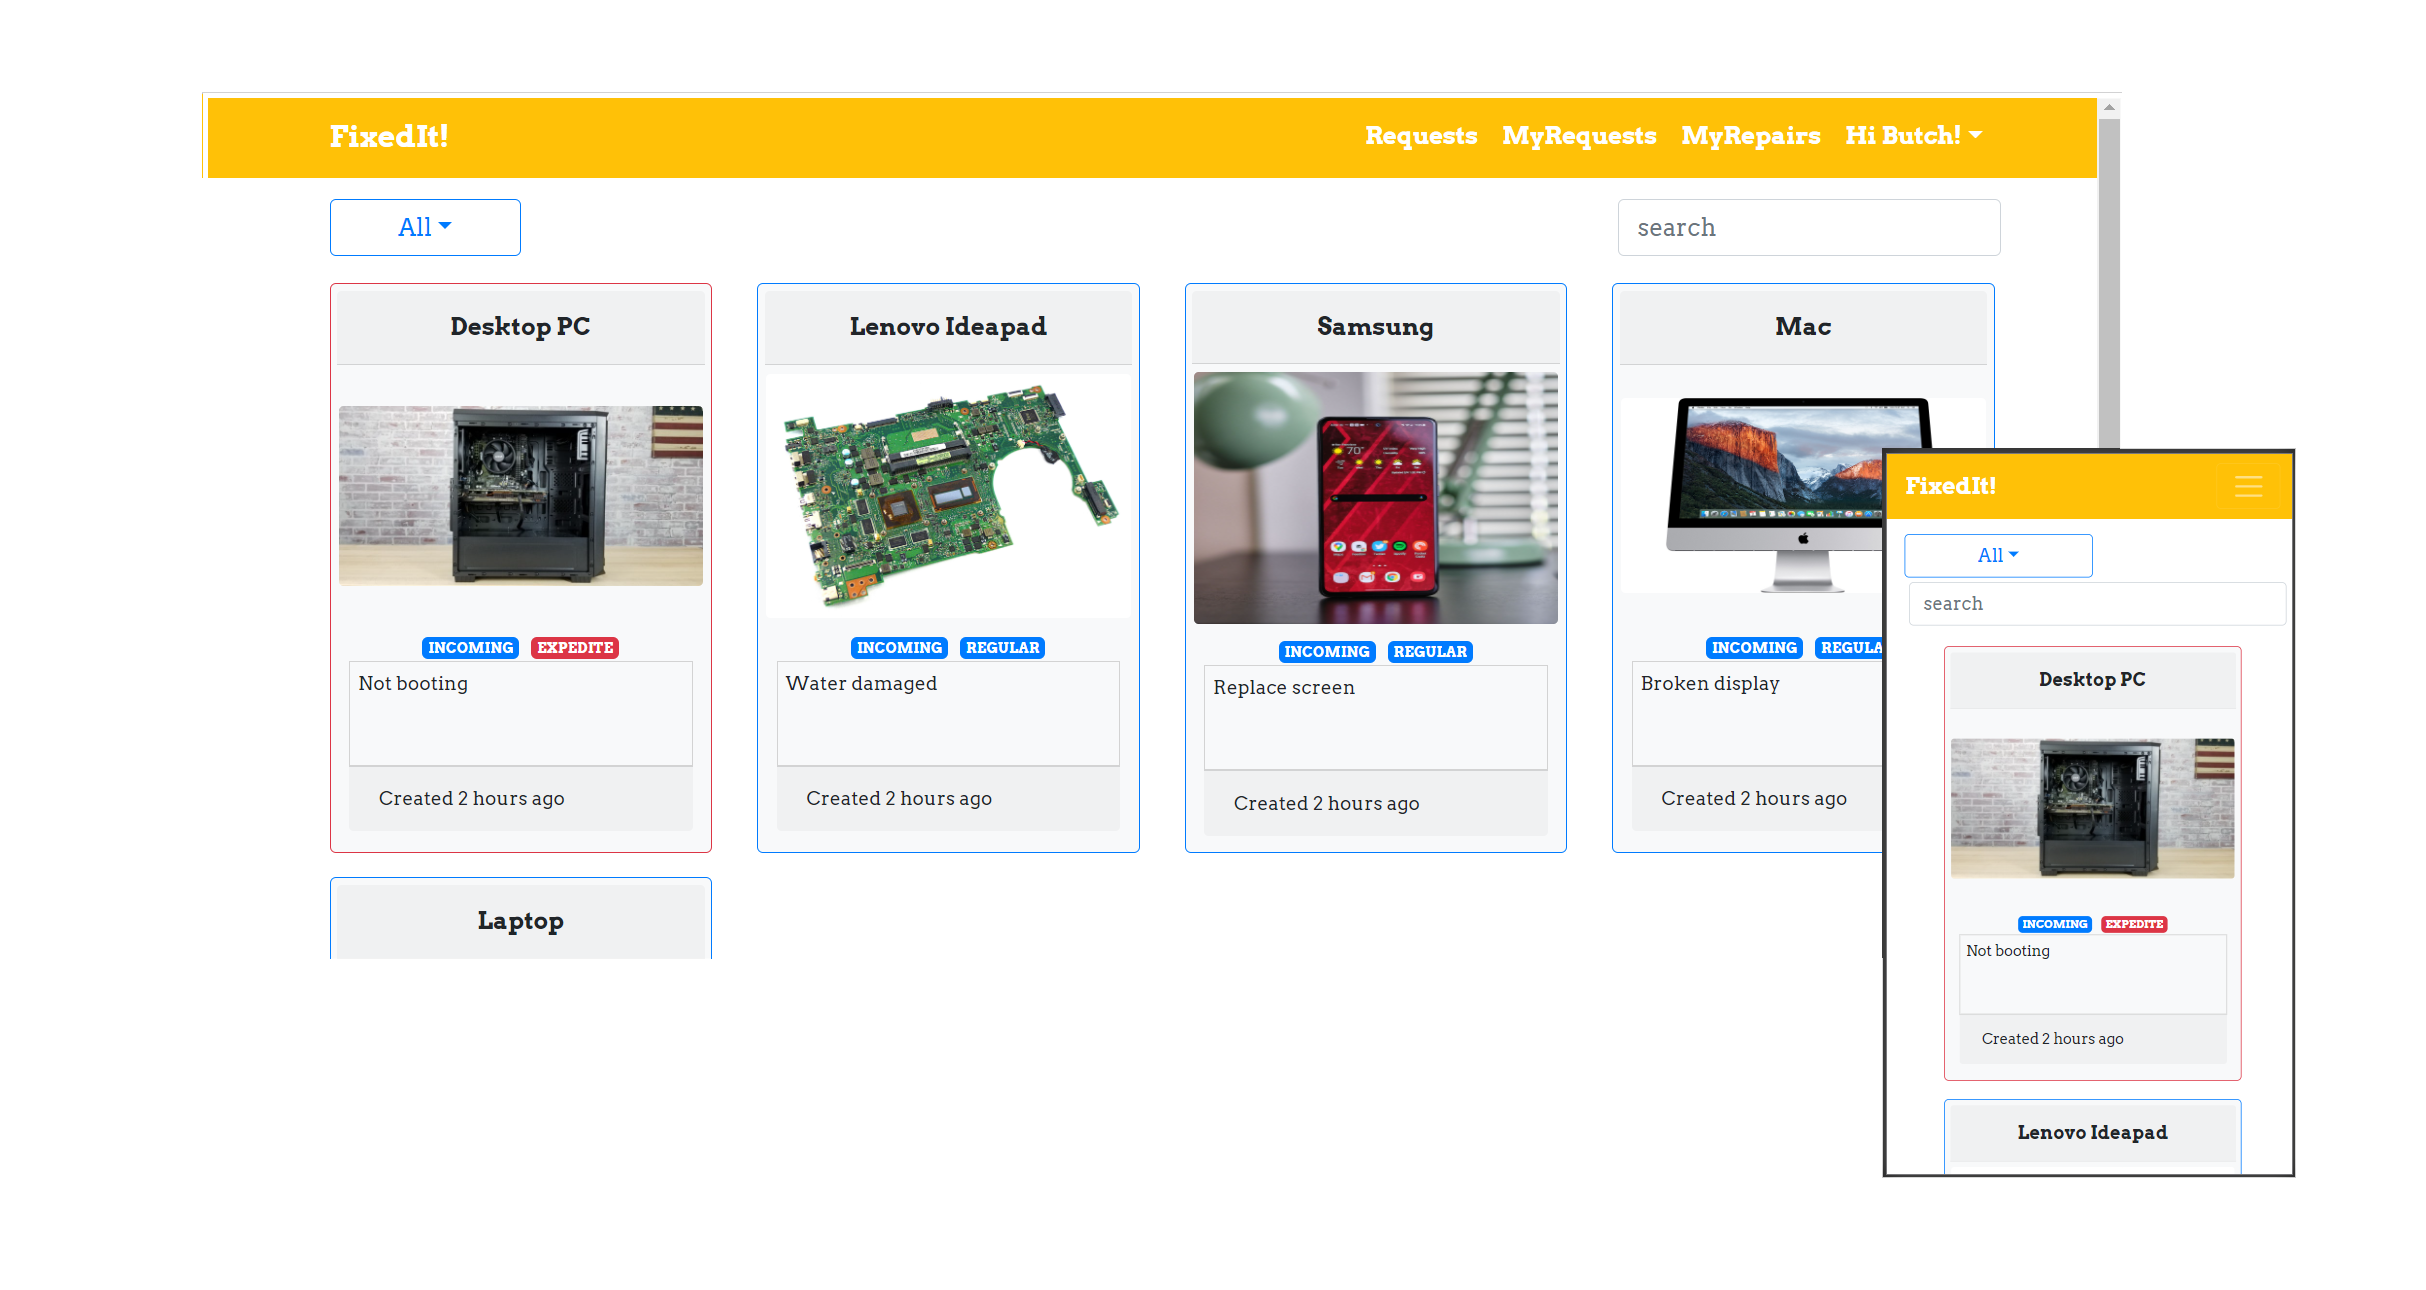 FixedIt!
Requests MyRequests MyRepairs Hi Butch!
All
search
Desktop PC
INCOMING EXPEDITE
Not booting
Created 2 hours ago
Lenovo Ideapad
INCOMING REGULAR
Water damaged
Created 2 hours ago
Samsung
70°
INCOMING REGULAR
Replace screen
Created 2 hours ago
Mac
INCOMING REGULA
Broken display
Created 2 hours ago
Laptop
FixedIt!
All
search
Desktop PC
INCOMING EXPEDITE
Not booting
Created 2 hours ago
Lenovo Ideapad